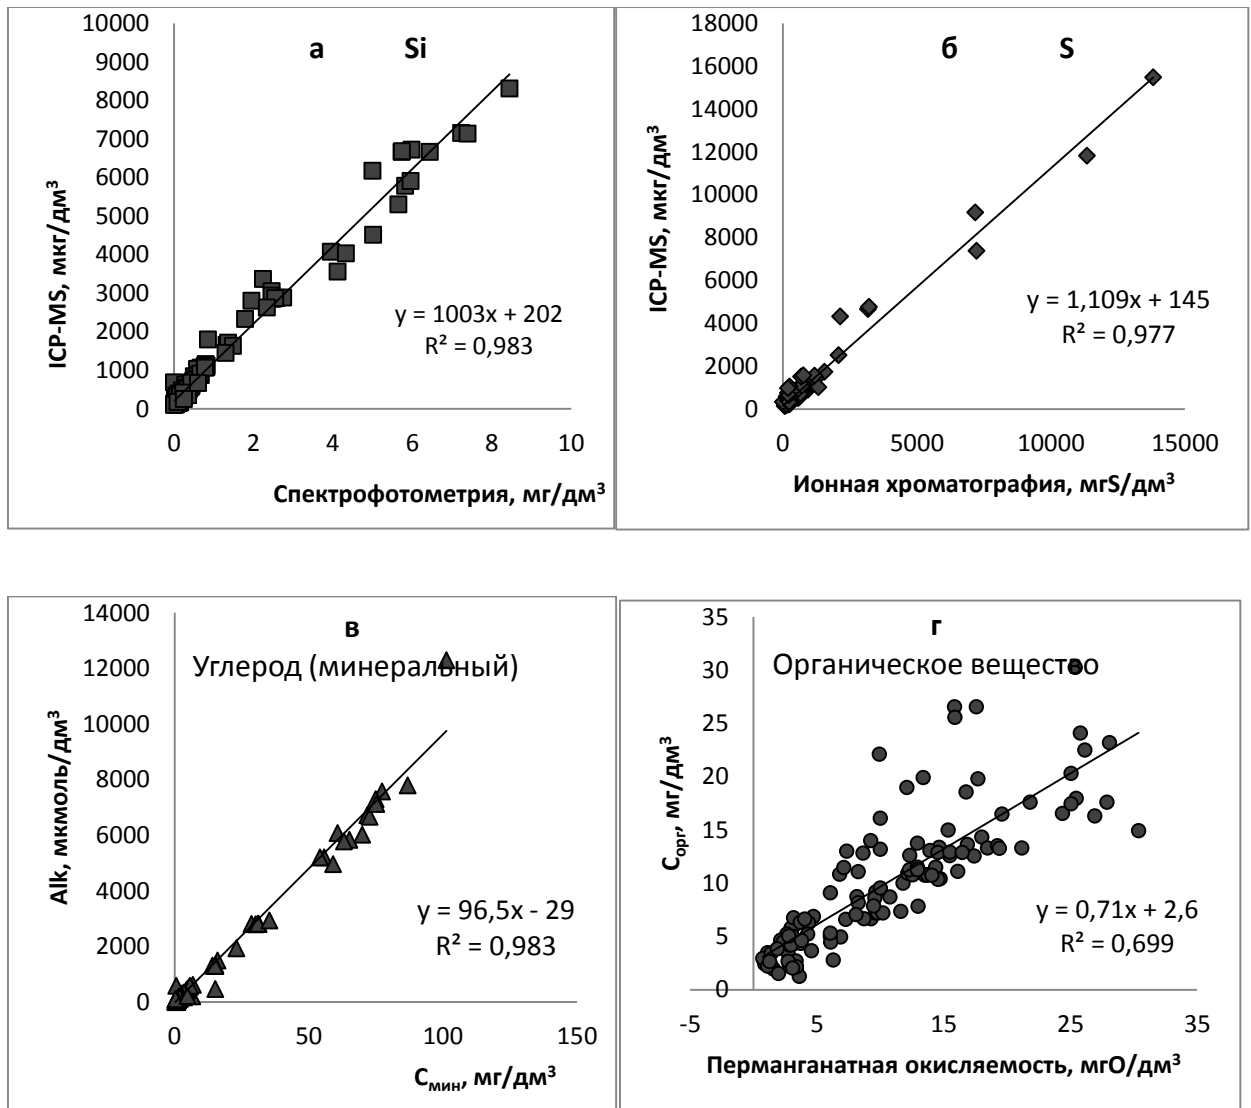 а Si
10000
9000
8000
7000
6000
5000
4000
3000
2000
1000
0
ICP-MS, мкг/дм³
y = 1003x + 202
R² = 0,983
0 2 4 6 8 10
Спектрофотометрия, мг/дм³
б S
18000
16000
14000
12000
10000
8000
6000
4000
2000
0
ICP-MS, мкг/дм³
y = 1,109x + 145
R² = 0,977
0 5000 10000 15000
Ионная хроматография, мгS/дм³
в
Углерод (минеральный)
14000
12000
10000
8000
6000
4000
2000
0
Alk, мкмоль/дм³
y = 96,5x - 29
R² = 0,983
0 50 100 150
Cмин, мг/дм³
г
Органическое вещество
35
30
25
20
15
10
5
0
Cорг, мг/дм³
y = 0,71x + 2,6
R² = 0,699
-5 5 15 25 35
Перманганатная окисляемость, мгО/дм³